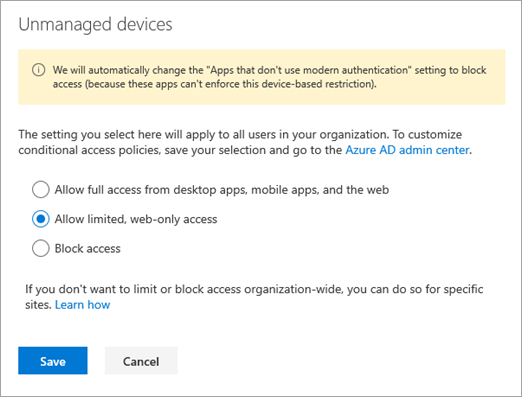 Unmanaged devices
We will automatically change the "Apps that don't use modern authentication" setting to block
access (because these apps can't enforce this device-based restriction).
The setting you select here will apply to all users in your organization. To customize
conditional access policies, save your selection and go to the Azure AD admin center.
Allow full access from desktop apps, mobile apps, and the web
Allow limited, web-only access
Block access
If you don't want to limit or block access organization-wide, you can do so for specific
sites. Learn how
Save Cancel